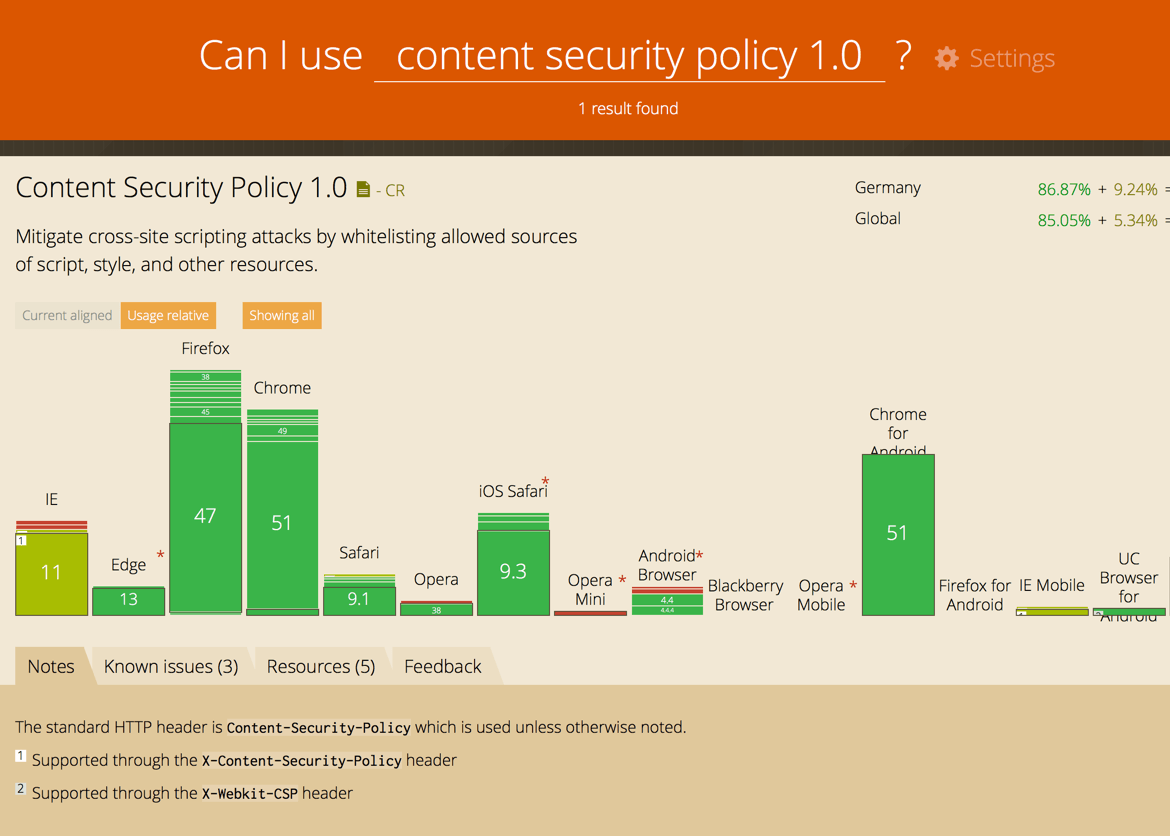 Can I use content security policy 1.0 ? Settings
1 result found
Content Security Policy 1.0 - CR
Germany 86.87% + 9.24% =
Global 85.05% + 5.34% =
Mitigate cross-site scripting attacks by whitelisting allowed sources
of script, style, and other resources.
Current aligned Usage relative Showing all
IE
1
11
Edge *
13
Firefox
38
45
47
Chrome
49
51
Safari
9.1
Opera
38
iOS Safari *
9.3
Opera *
Mini
Android *
Browser
4.4
4.4.4
Blackberry
Browser
Opera *
Mobile
Chrome
for
Android
51
Firefox for
Android
IE Mobile
1
UC
Browser
for
Android
2
Notes Known issues (3) Resources (5) Feedback
The standard HTTP header is Content-Security-Policy which is used unless otherwise noted.
1 Supported through the X-Content-Security-Policy header
2 Supported through the X-Webkit-CSP header